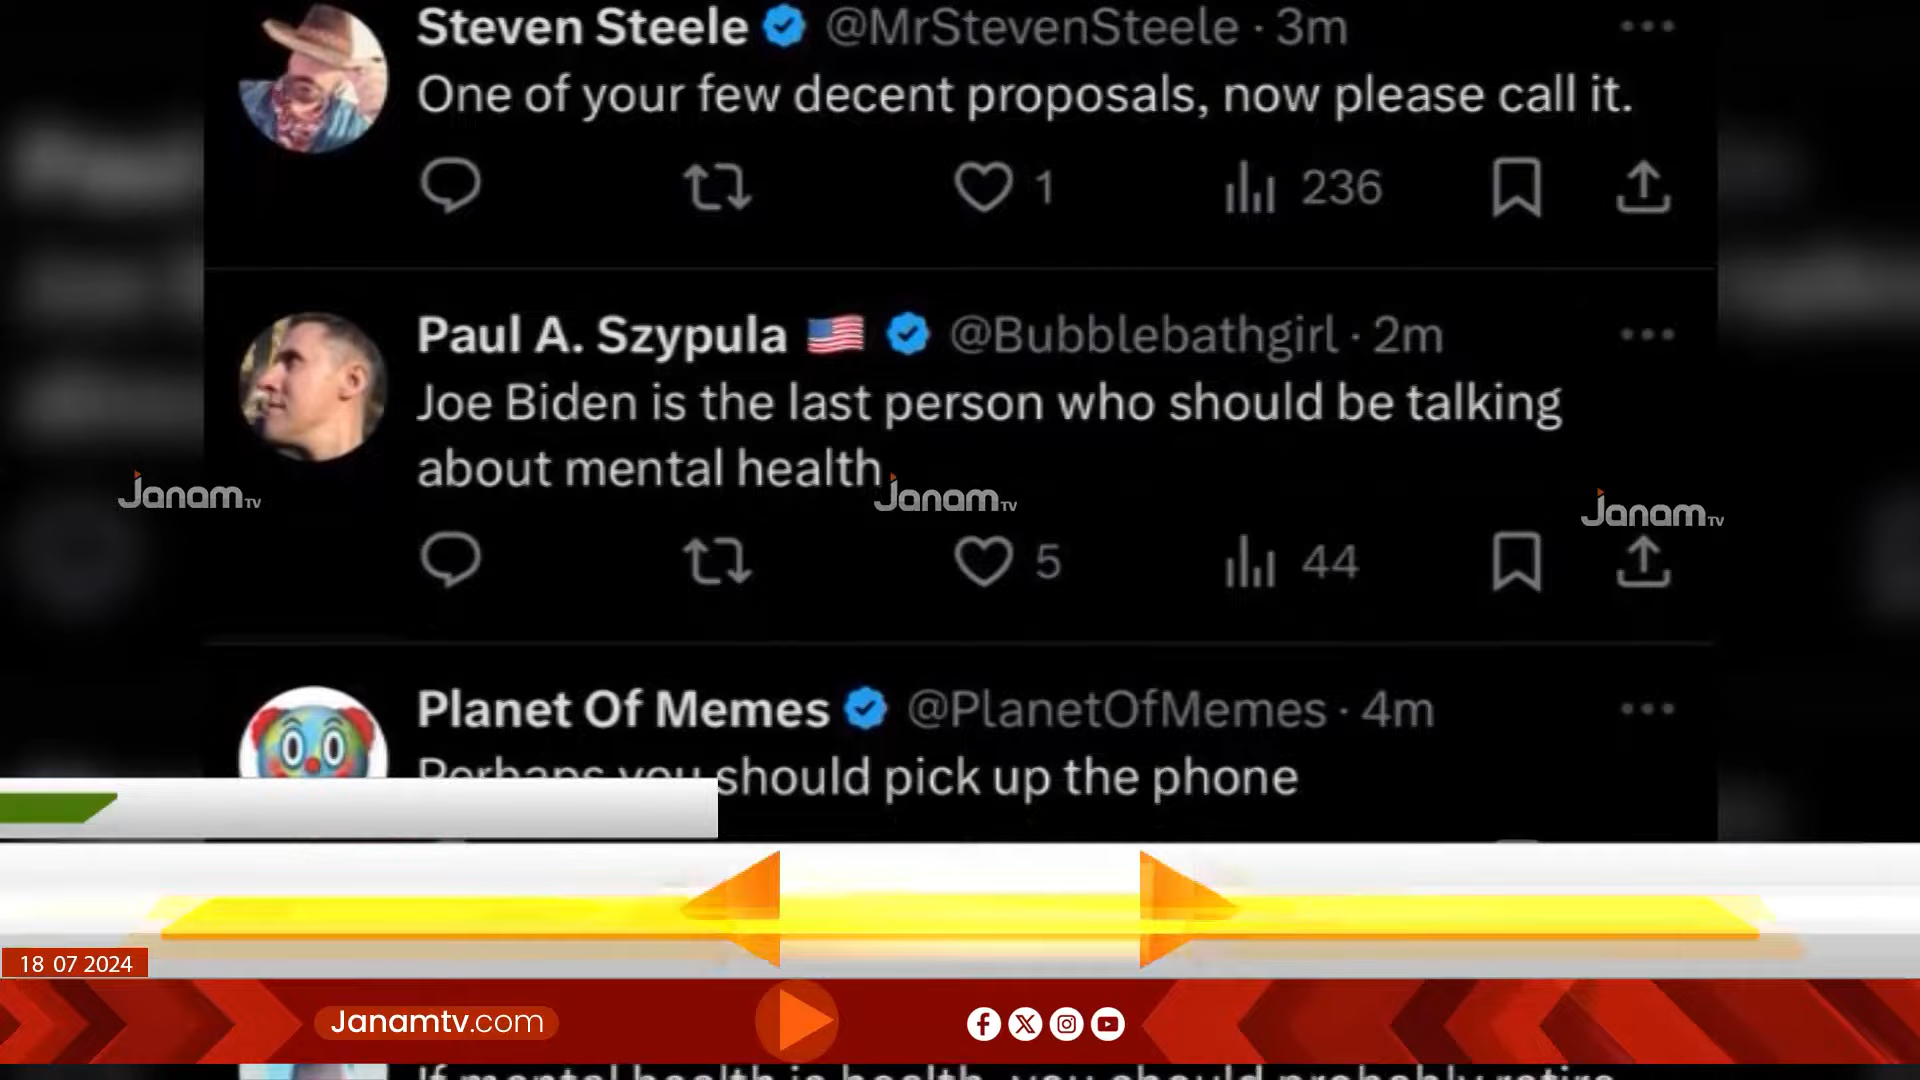 Steven Steele @MrStevenSteele · 3m
One of your few decent proposals, now please call it.
1 236
Paul A. Szypula 🇺🇸 @Bubblebathgirl · 2m
Joe Biden is the last person who should be talking
about mental health
Janam TV
Janam TV
Janam TV
5 44
Planet Of Memes @PlanetOfMemes · 4m
Perhaps you should pick up the phone
18 07 2024
Janamtv.com
If mental health is health, you should probably retire